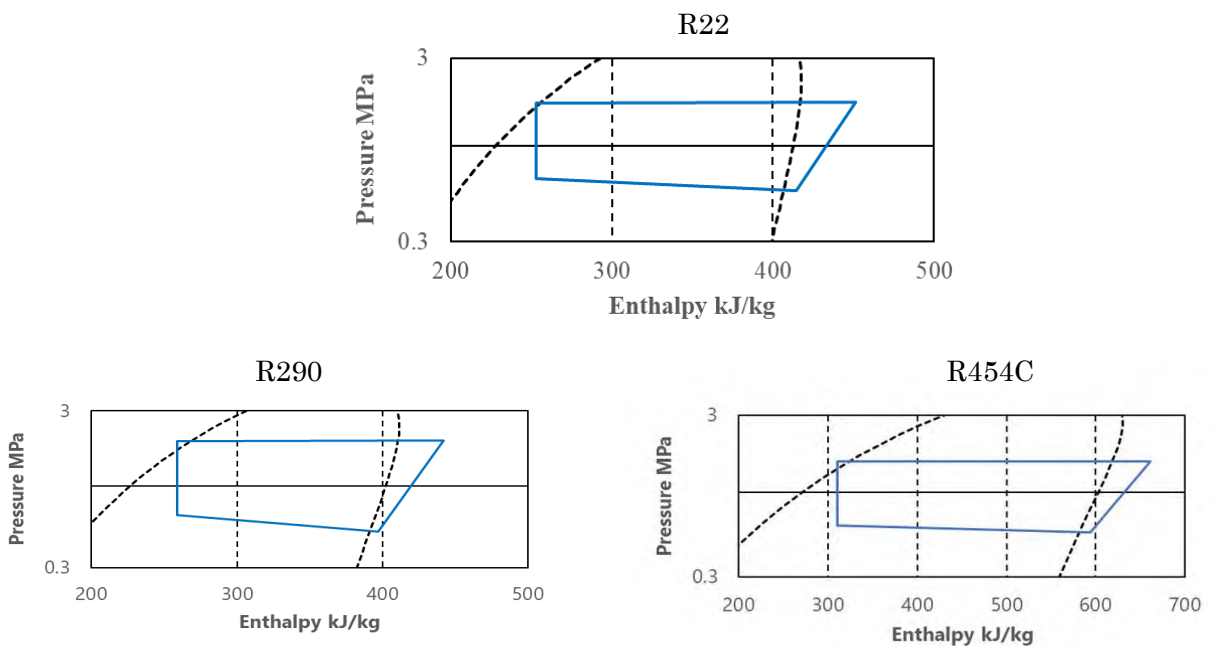 R22
3
Pressure MPa
0.3
200 300 400 500
Enthalpy kJ/kg
R290
3
Pressure MPa
0.3
200 300 400 500
Enthalpy kJ/kg
R454C
3
Pressure MPa
0.3
200 300 400 500 600 700
Enthalpy kJ/kg